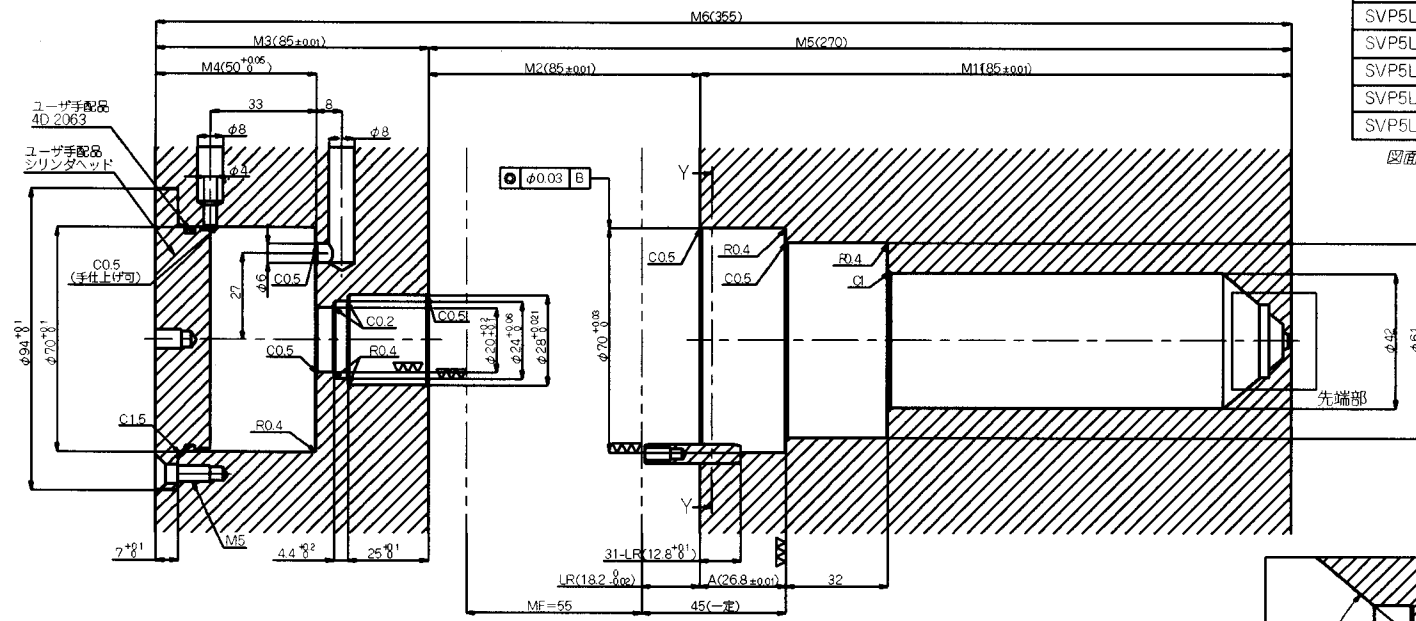 M6(355)
M3(85±0.01)
M5(270)
M4(50 +0.05 0)
M2(85±0.01)
M1(185±0.01)
33
8
ユーザ手配品
4D 2063
ユーザ手配品
シリンダヘッド
φ8
φ8
φ4
φ0.03 B
Y
C0.5
(手仕上げ可)
φ6
27
C0.5
C0.5
R0.4
C0.5
R0.4
C1
φ94 +0.1 0
φ70 +0.1 0
C0.2
C0.5
C0.5
R0.4
φ20 +0.2 0
φ24 +0.06 0
φ28 +0.021 0
φ70 +0.03 0
φ42
φ61
先端部
C1.5
R0.4
M5
Y
7 +0.1 0
4.4 +0.2 0
25 +0.1 0
31-LR(12.8 +0.1 0)
LR(18.2 0 -0.02)
A(26.8±0.01)
32
ME=55
45(一定)
SVP5L
SVP5L
SVP5L
SVP5L
SVP5L
図面